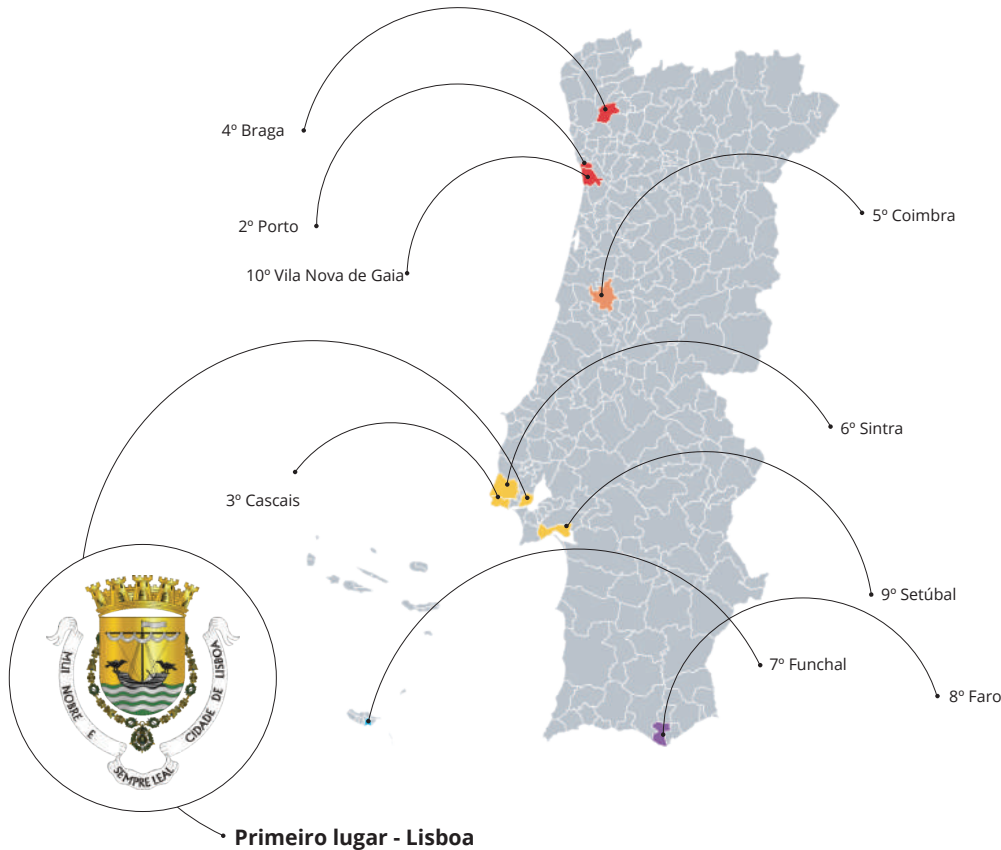 4º Braga
2º Porto
10º Vila Nova de Gaia
5º Coimbra
6º Sintra
3º Cascais
9º Setúbal
7º Funchal
8º Faro
MUI NOBRE E
SEMPRE LEAL
CIDADE DE LISBOA
Primeiro lugar - Lisboa